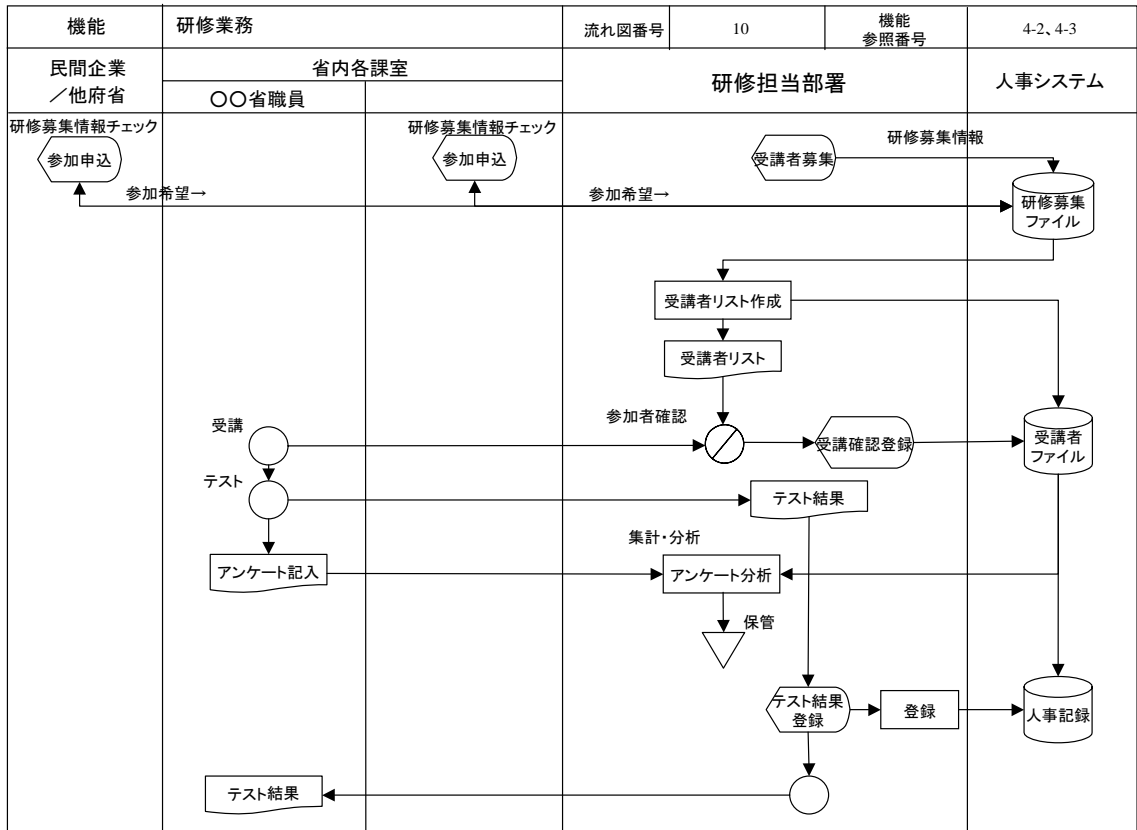 機能
研修業務
流れ図番号
10
機能
参照番号
4-2、4-3
民間企業
／他府省
省内各課室
〇〇省職員
研修担当部署
人事システム
研修募集情報チェック
参加申込
研修募集情報チェック
参加申込
受講者募集
研修募集情報
参加希望→
参加希望→
研修募集
ファイル
受講者リスト作成
受講者リスト
参加者確認
受講
受講確認登録
受講者
ファイル
テスト
テスト結果
集計・分析
アンケート記入
アンケート分析
保管
テスト結果
登録
登録
人事記録
テスト結果